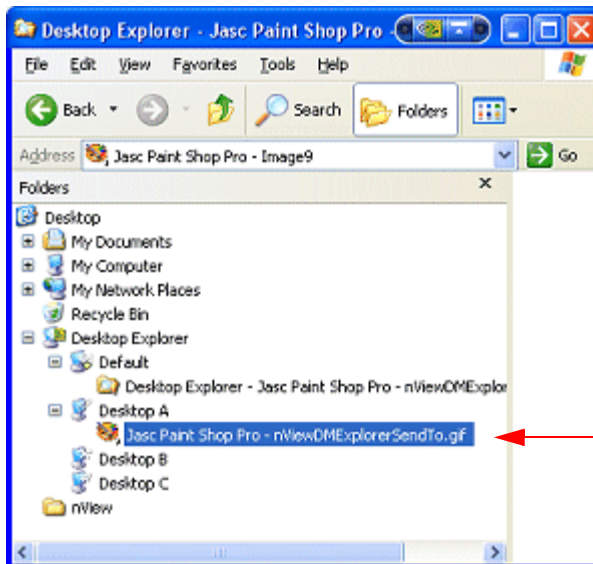 Desktop Explorer - Jasc Paint Shop Pro -
File Edit View Favorites Tools Help
Back Search Folders
Address Jasc Paint Shop Pro - Image9 Go
Folders
Desktop
My Documents
My Computer
My Network Places
Recycle Bin
Desktop Explorer
Default
Desktop Explorer - Jasc Paint Shop Pro - nViewDMExplor
Desktop A
Jasc Paint Shop Pro - nViewDMExplorerSendTo.gif
Desktop B
Desktop C
nView